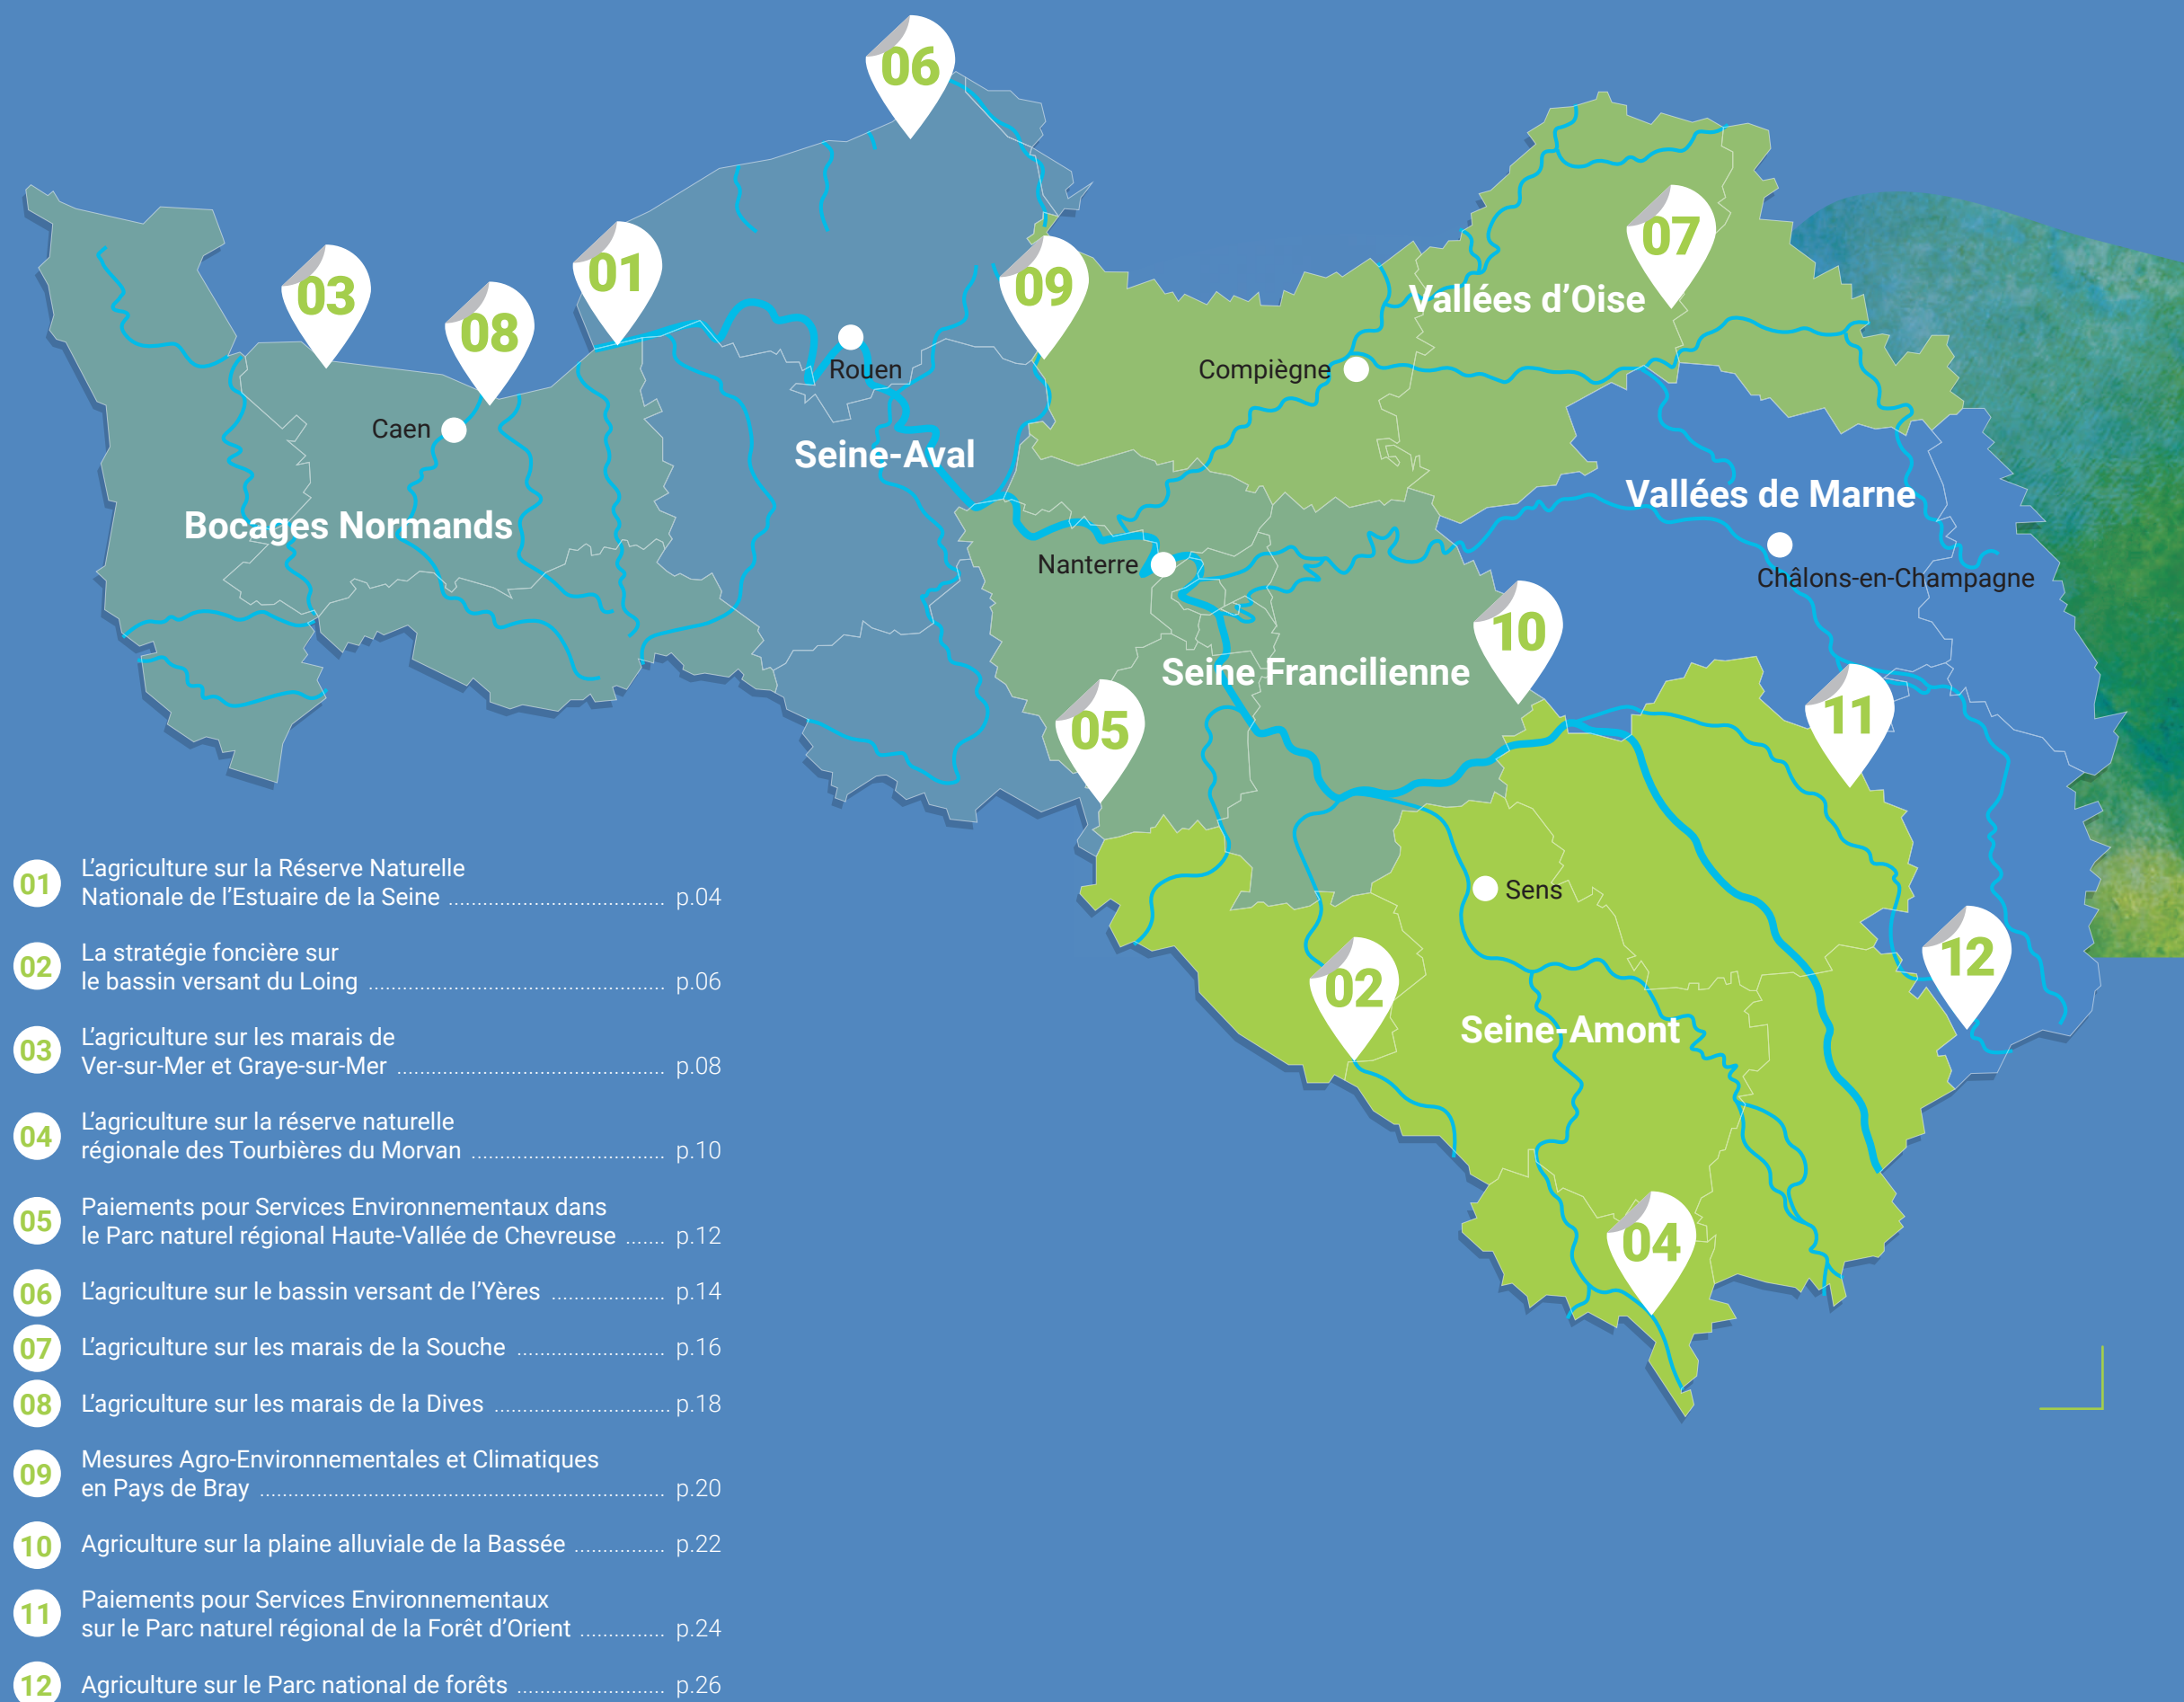 06
07
01
03
09
08
Vallées d’Oise
Rouen
Compiègne
Caen
Seine-Aval
Vallées de Marne
Bocages Normands
Nanterre
Châlons-en-Champagne
10
Seine Francilienne
11
05
Sens
12
02
Seine-Amont
04
01 L’agriculture sur la Réserve Naturelle
Nationale de l’Estuaire de la Seine ...................................... p.04
02 La stratégie foncière sur
le bassin versant du Loing .................................................... p.06
03 L’agriculture sur les marais de
Ver-sur-Mer et Graye-sur-Mer ............................................... p.08
04 L’agriculture sur la réserve naturelle
régionale des Tourbières du Morvan .................................. p.10
05 Paiements pour Services Environnementaux dans
le Parc naturel régional Haute-Vallée de Chevreuse ....... p.12
06 L’agriculture sur le bassin versant de l’Yères .................... p.14
07 L’agriculture sur les marais de la Souche .......................... p.16
08 L’agriculture sur les marais de la Dives ............................... p.18
09 Mesures Agro-Environnementales et Climatiques
en Pays de Bray ....................................................................... p.20
10 Agriculture sur la plaine alluviale de la Bassée ................ p.22
11 Paiements pour Services Environnementaux
sur le Parc naturel régional de la Forêt d’Orient ............... p.24
12 Agriculture sur le Parc national de forêts .......................... p.26